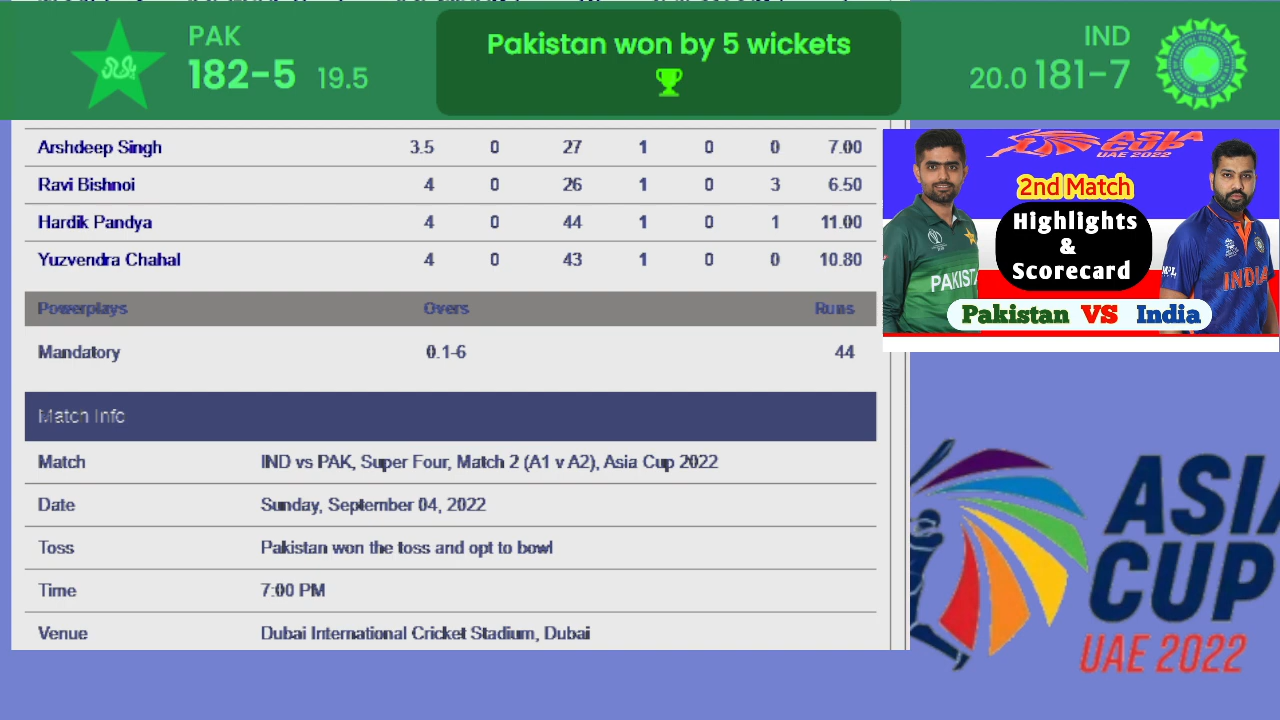 PAK
182-5 19.5
Pakistan won by 5 wickets
IND
20.0 181-7
Arshdeep Singh 3.5 0 27 1 0 0 7.00
Ravi Bishnoi 4 0 26 1 0 3 6.50
Hardik Pandya 4 0 44 1 0 1 11.00
Yuzvendra Chahal 4 0 43 1 0 0 10.80
Powerplays Overs Runs
Mandatory 0.1-6 44
Match Info
Match IND vs PAK, Super Four, Match 2 (A1 v A2), Asia Cup 2022
Date Sunday, September 04, 2022
Toss Pakistan won the toss and opt to bowl
Time 7:00 PM
Venue Dubai International Cricket Stadium, Dubai
ASIA
CUP
UAE 2022
2nd Match
Highlights
&
Scorecard
PAKISTA
INDIA
Pakistan VS India
ASIA
CUP
UAE 2022